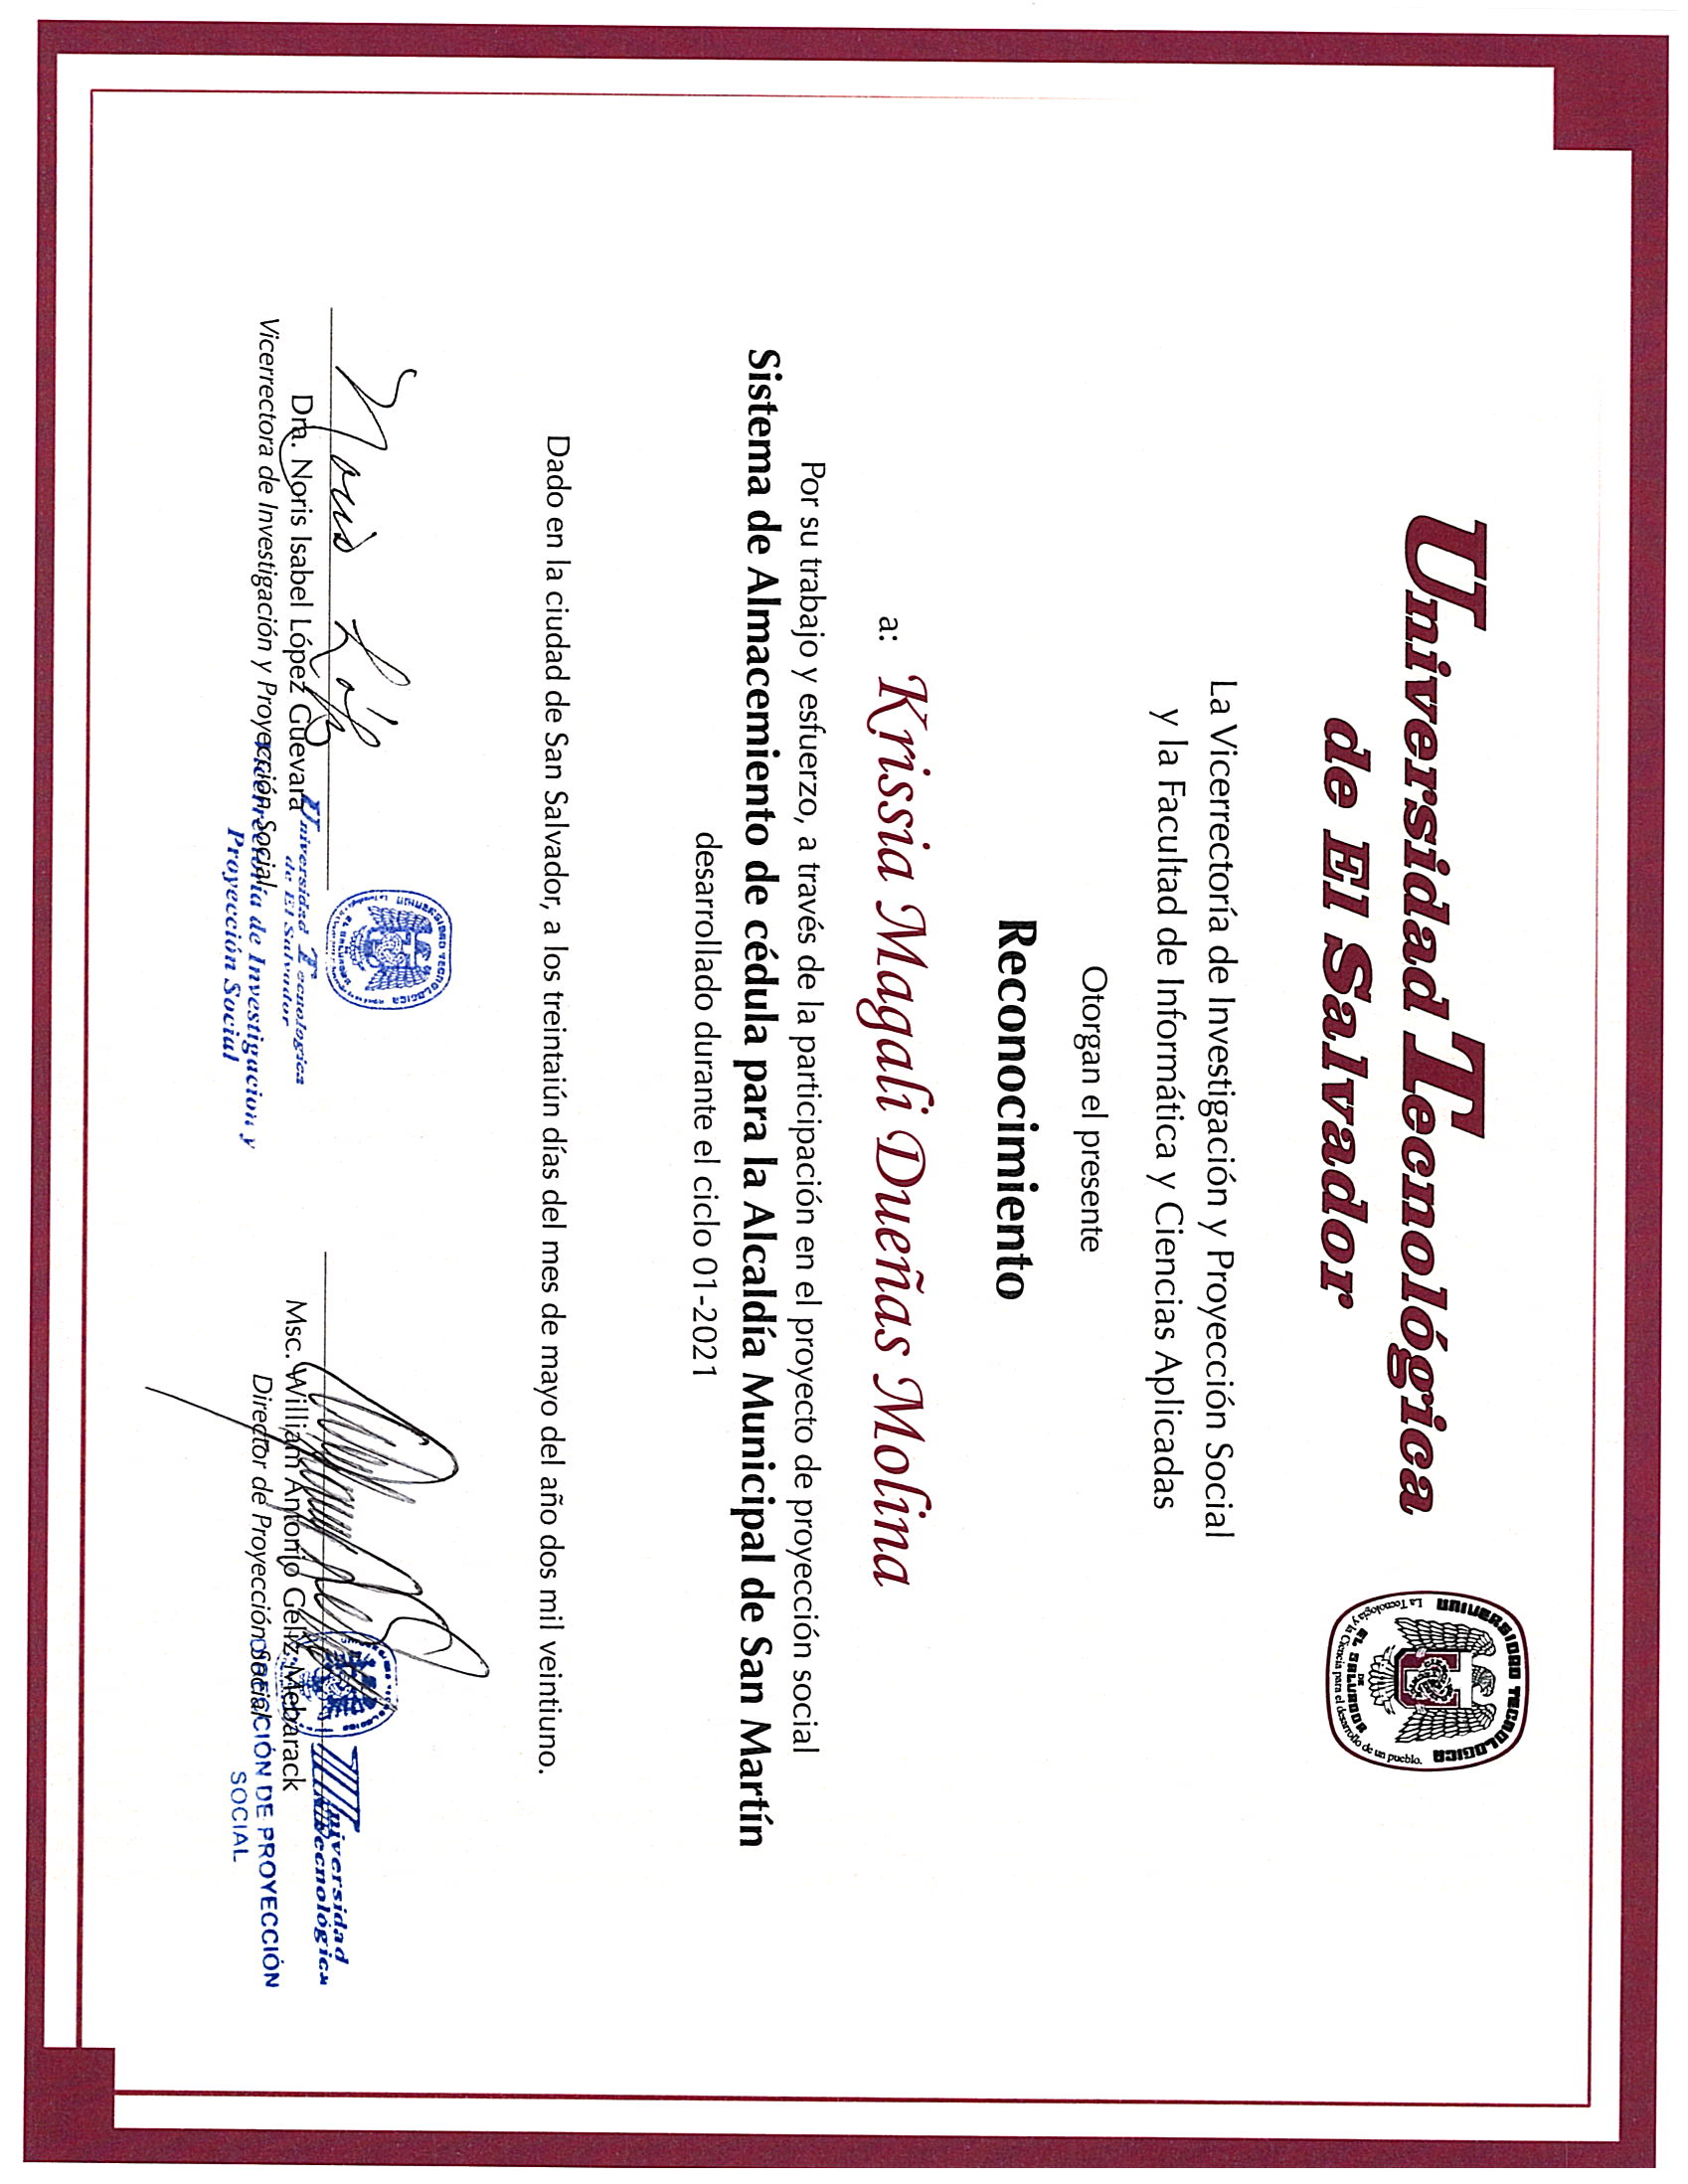 Universidad Tecnológica
de El Salvador
UNIVERSIDAD TECNOLOGICA
DE
EL SALVADOR
La Tecnología y la Ciencia para el desarrollo de un pueblo.
La Vicerrectoría de Investigación y Proyección Social
y la Facultad de Informática y Ciencias Aplicadas
Otorgan el presente
Reconocimiento
a: Krissia Magali Dueñas Molina
Por su trabajo y esfuerzo, a través de la participación en el proyecto de proyección social
Sistema de Almacemiento de cédula para la Alcaldía Municipal de San Martín
desarrollado durante el ciclo 01-2021
Dado en la ciudad de San Salvador, a los treintaiún días del mes de mayo del año dos mil veintiuno.
Noris López
UNIVERSIDAD TECNOLOGICA
DE
EL SALVADOR
Dra. Noris Isabel López Guevara
Vicerrectora de Investigación y Proyección Social
Universidad Tecnologica
de El Salvador
Vicerrectoría de Investigacion y
Proyección Social
Msc. William Antonio Geliz Mebarack
Director de Proyección Social
Universidad
Tecnológica
DIRECCIÓN DE PROYECCIÓN
SOCIAL